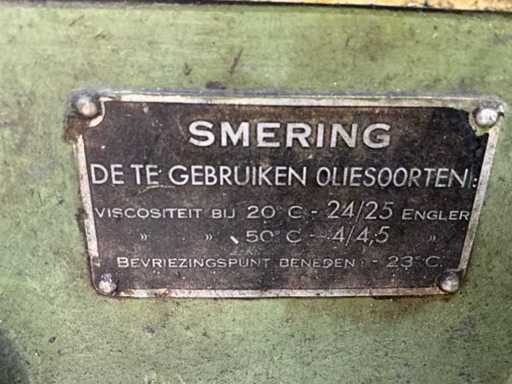 SMERING
DE TE GEBRUIKEN OLIESOORTEN:
VISCOSITEIT BIJ 20°C - 24/25 ENGLER
" " 50°C - 4/4,5 "
BEVRIEZINGSPUNT BENEDEN - 23°C.